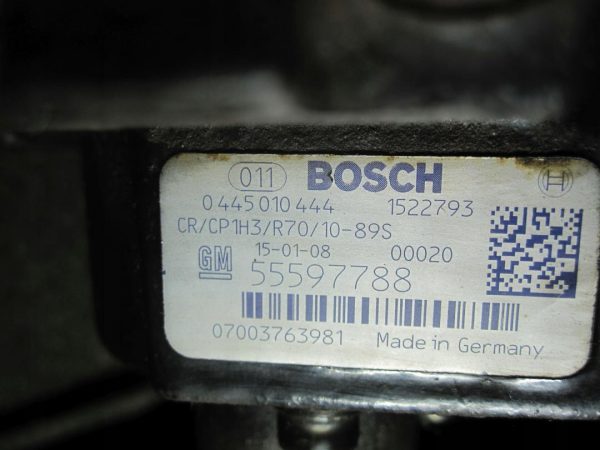 011 BOSCH
0 445 010 444 1522793
CR/CP1H3/R70/10-89S
15-01-08 00020
GM 55597788
07003763981 Made in Germany